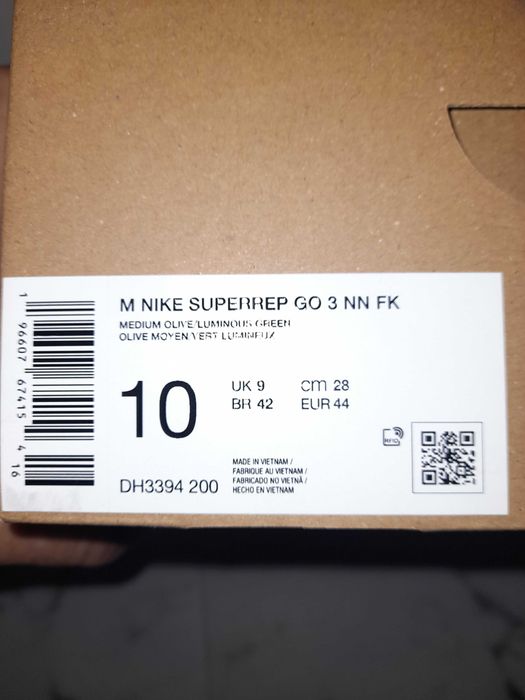 M NIKE SUPERREP GO 3 NN FK
MEDIUM OLIVE/LUMINOUS GREEN
OLIVE MOYEN/VERT LUMINEUX
10
UK 9 cm 28
BR 42 EUR 44
DH3394 200
MADE IN VIETNAM /
FABRIQUE AU VIETNAM /
FABRICADO NO VIETNÃ /
HECHO EN VIETNAM
RFID
1 96607 67415 4 16